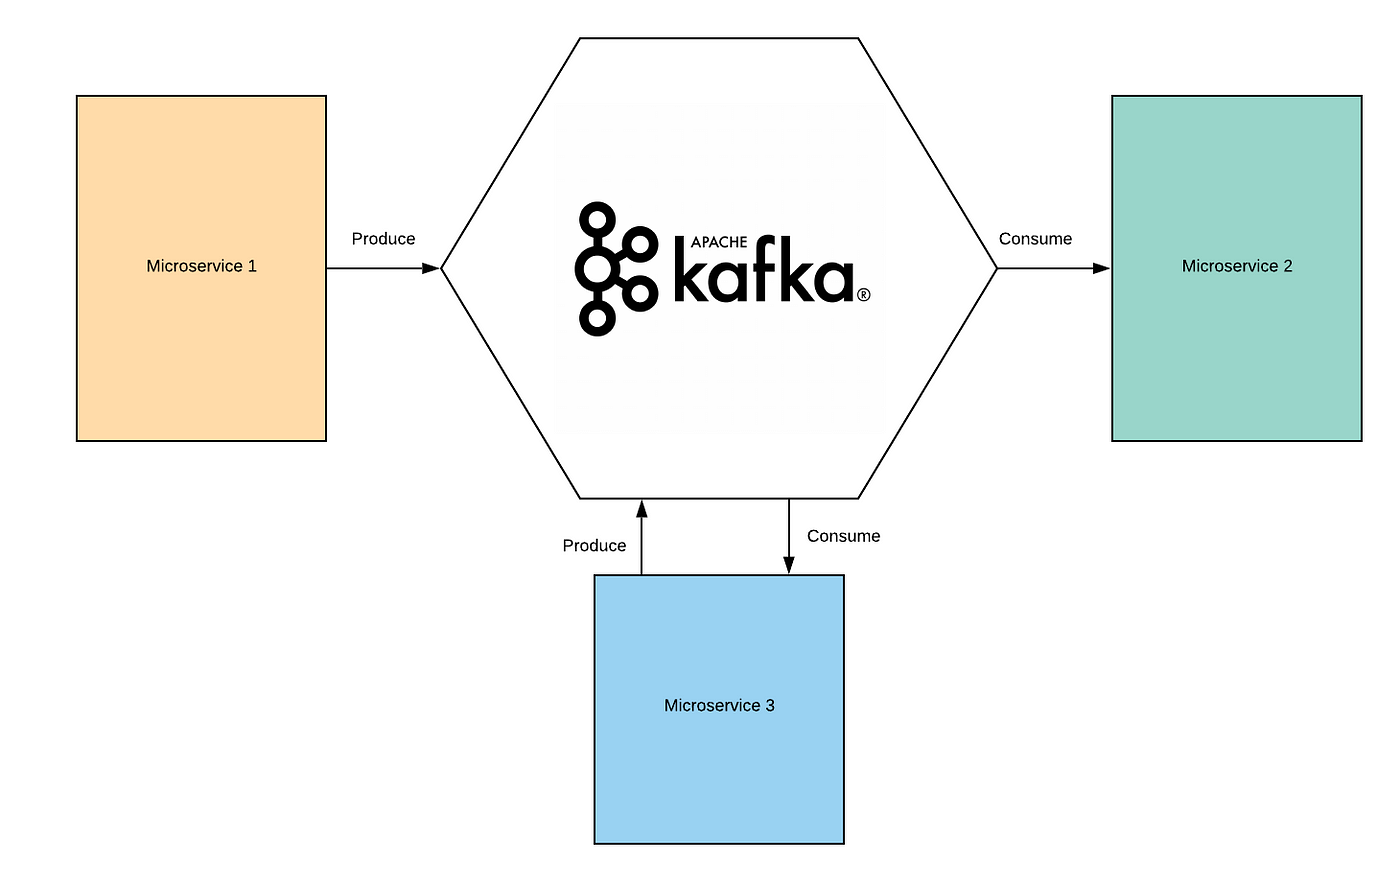 Microservice 1
Produce
APACHE
kafka®
Consume
Microservice 2
Produce
Consume
Microservice 3